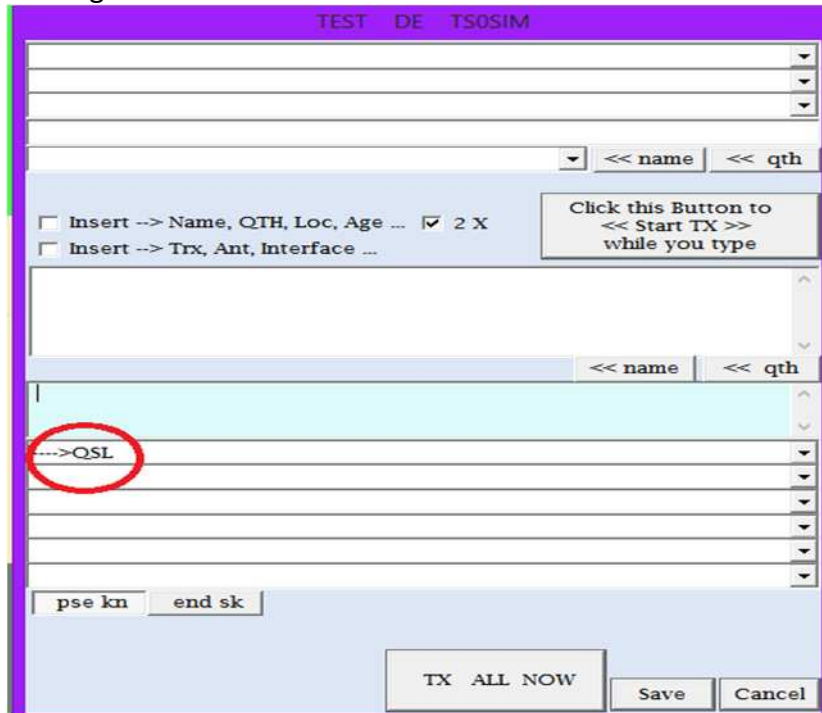 TEST DE TS0SIM
<< name << qth
Insert --> Name, QTH, Loc, Age ... 2 X
Insert --> Trx, Ant, Interface ...
Click this Button to
<< Start TX >>
while you type
<< name << qth
---->QSL
pse kn end sk
TX ALL NOW
Save Cancel